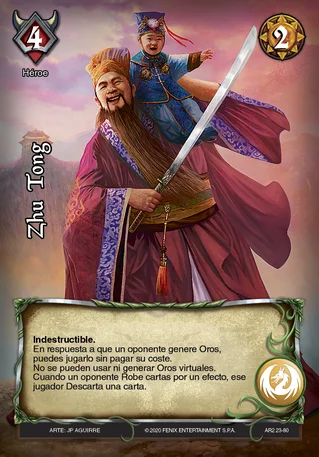 4
2
Héroe
Zhu Tong
Indestructible.
En respuesta a que un oponente genere Oros,
puedes jugarlo sin pagar su coste.
No se pueden usar ni generar Oros virtuales.
Cuando un oponente Robe cartas por un efecto, ese
jugador Descarta una carta.
ARTE: JP AGUIRRE
©2020 FENIX ENTERTAINMENT S.P.A.
AR2 23-80